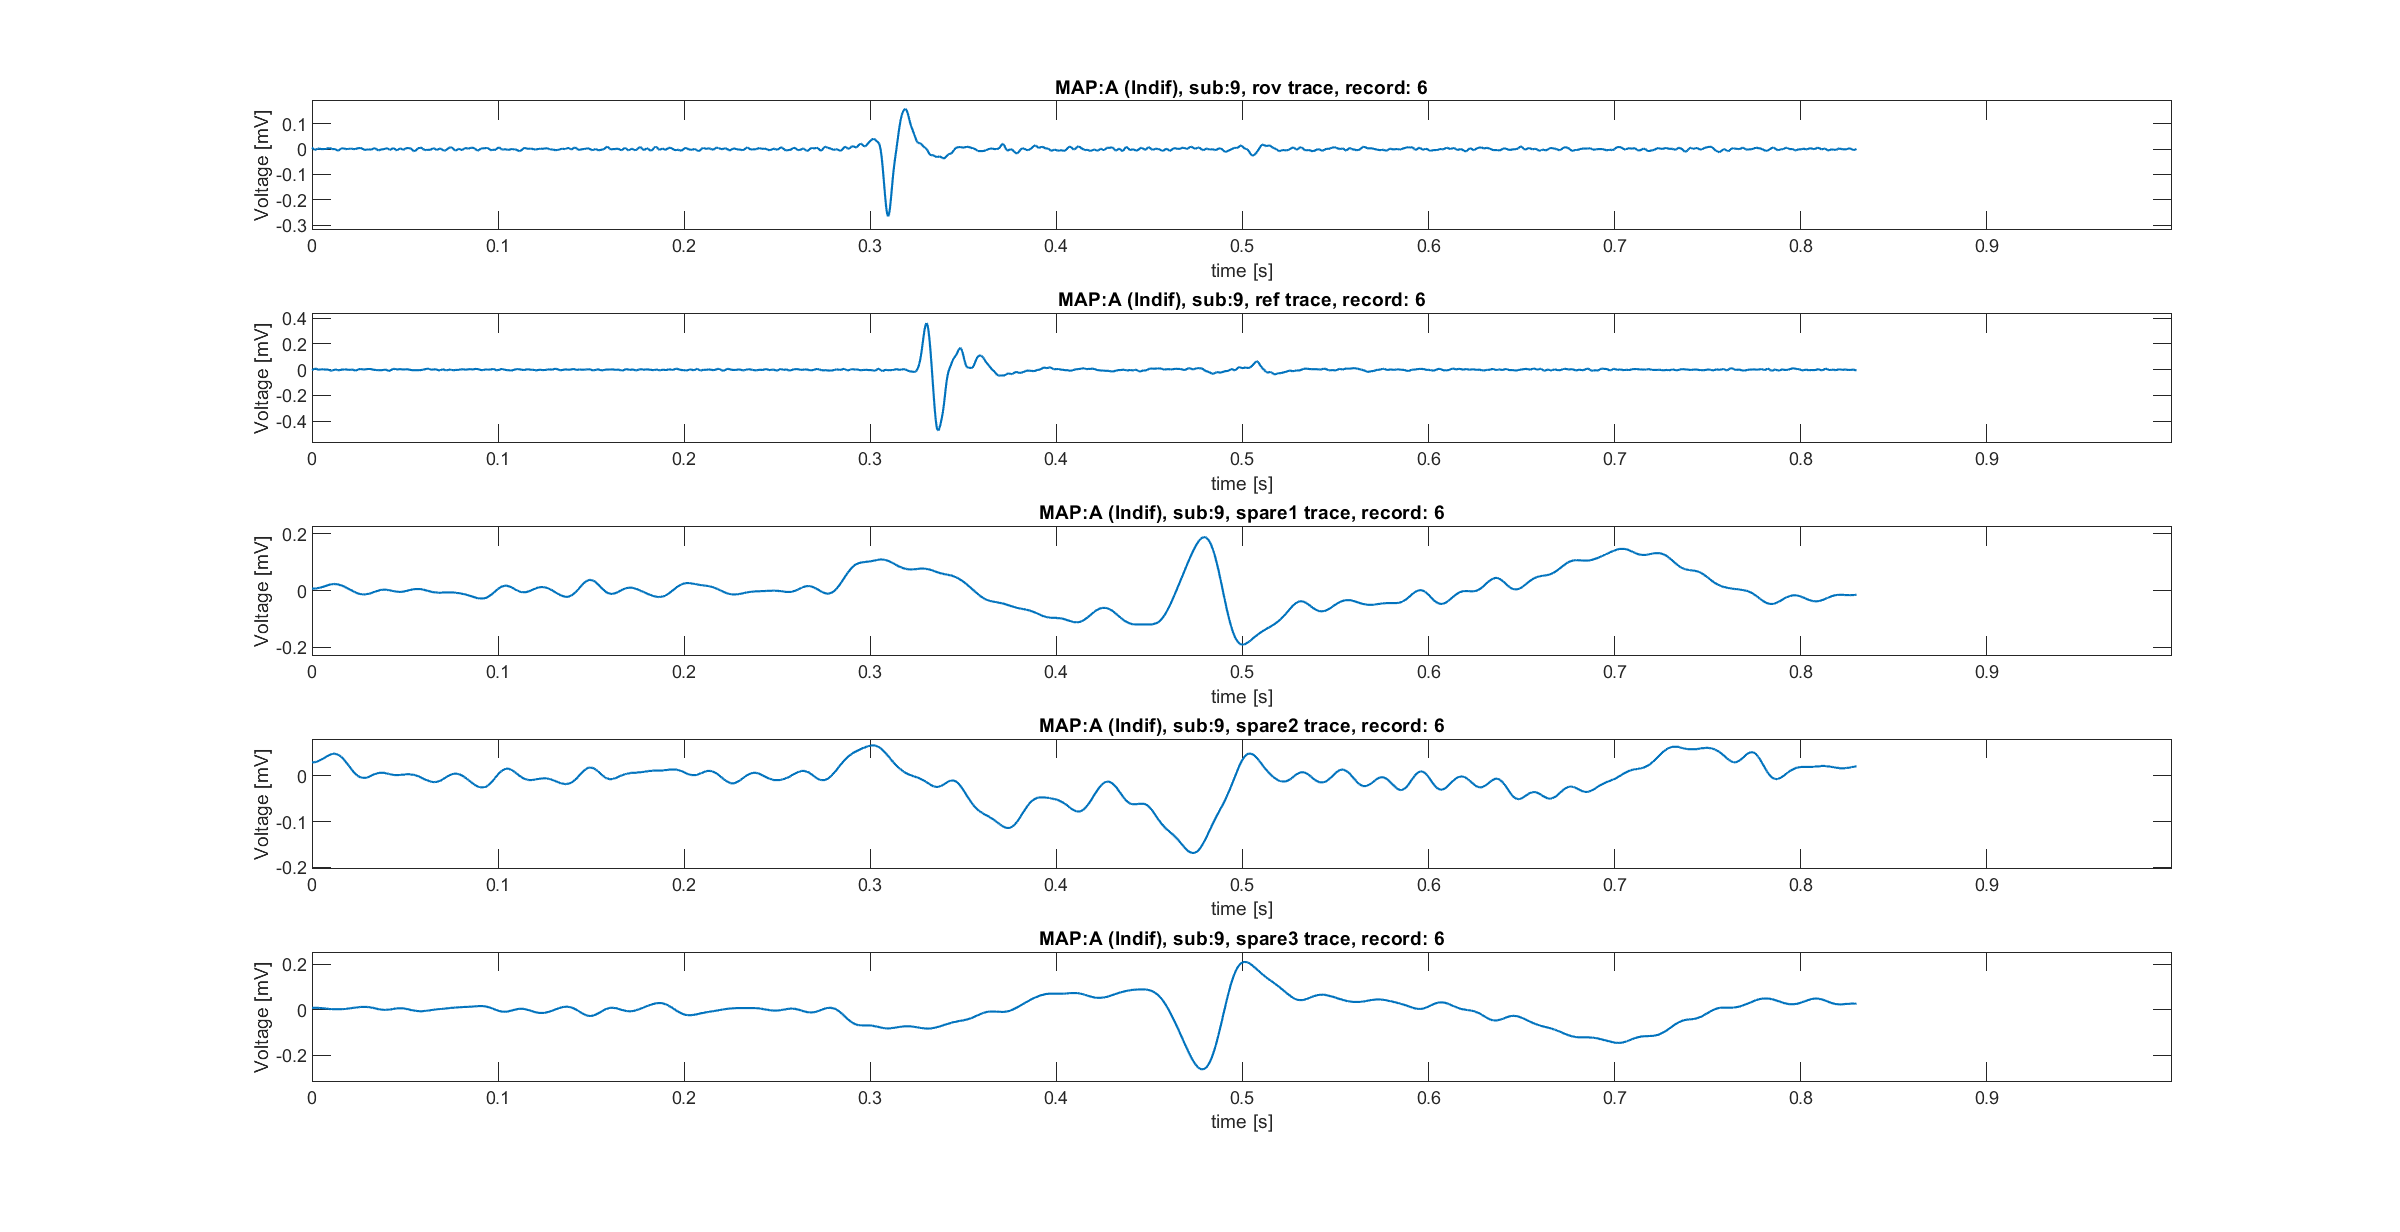 MAP:A (Indif), sub:9, rov trace, record: 6
Voltage [mV]
0.1
0
-0.1
-0.2
-0.3
0 0.1 0.2 0.3 0.4 0.5 0.6 0.7 0.8 0.9
time [s]
MAP:A (Indif), sub:9, ref trace, record: 6
Voltage [mV]
0.4
0.2
0
-0.2
-0.4
0 0.1 0.2 0.3 0.4 0.5 0.6 0.7 0.8 0.9
time [s]
MAP:A (Indif), sub:9, spare1 trace, record: 6
Voltage [mV]
0.2
0
-0.2
0 0.1 0.2 0.3 0.4 0.5 0.6 0.7 0.8 0.9
time [s]
MAP:A (Indif), sub:9, spare2 trace, record: 6
Voltage [mV]
0
-0.1
-0.2
0 0.1 0.2 0.3 0.4 0.5 0.6 0.7 0.8 0.9
time [s]
MAP:A (Indif), sub:9, spare3 trace, record: 6
Voltage [mV]
0.2
0
-0.2
0 0.1 0.2 0.3 0.4 0.5 0.6 0.7 0.8 0.9
time [s]